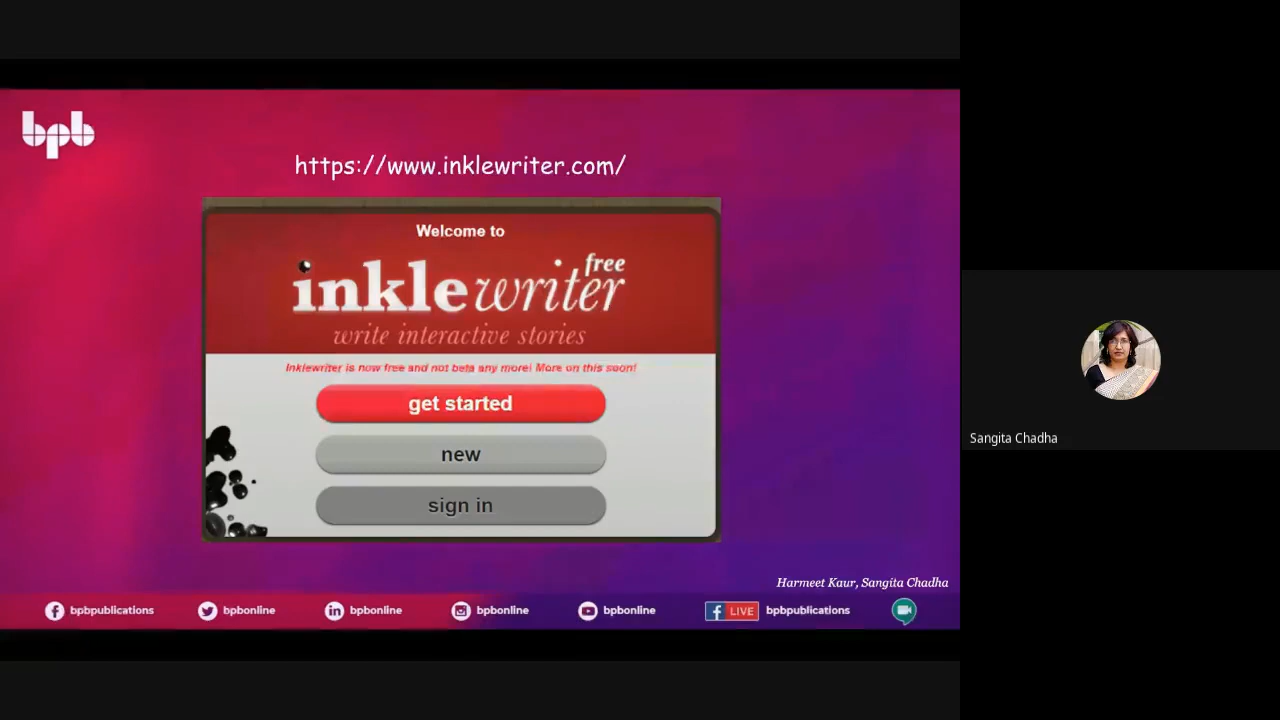 bpb
https://www.inklewriter.com/
Welcome to
inklewriter free
write interactive stories
Inklewriter is now free and not beta any more! More on this soon!
get started
new
sign in
Sangita Chadha
Harmeet Kaur, Sangita Chadha
bpbpublications bpbonline bpbonline bpbonline bpbonline LIVE bpbpublications